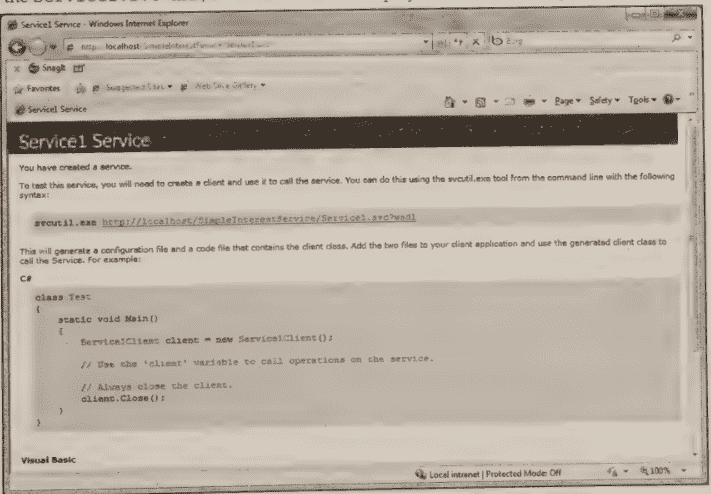 Service1 Service - Windows Internet Explorer
http localhost
Snagit
Favorites
Service1 Service
Page Safety Tools
Service1 Service
You have created a service.
To test this service, you will need to create a client and use it to call the service. You can do this using the svcutil.exe tool from the command line with the following
syntax:
svcutil.exe http://localhost/SimpleInterestService/Service1.svc?wsdl
This will generate a configuration file and a code file that contains the client class. Add the two files to your client application and use the generated client class to
call the Service. For example:
C#
class Test
{
static void Main()
{
Service1Client client = new Service1Client();
// Use the 'client' variable to call operations on the service.
// Always close the client.
client.Close();
}
}
Visual Basic
Local intranet | Protected Mode: Off
100%